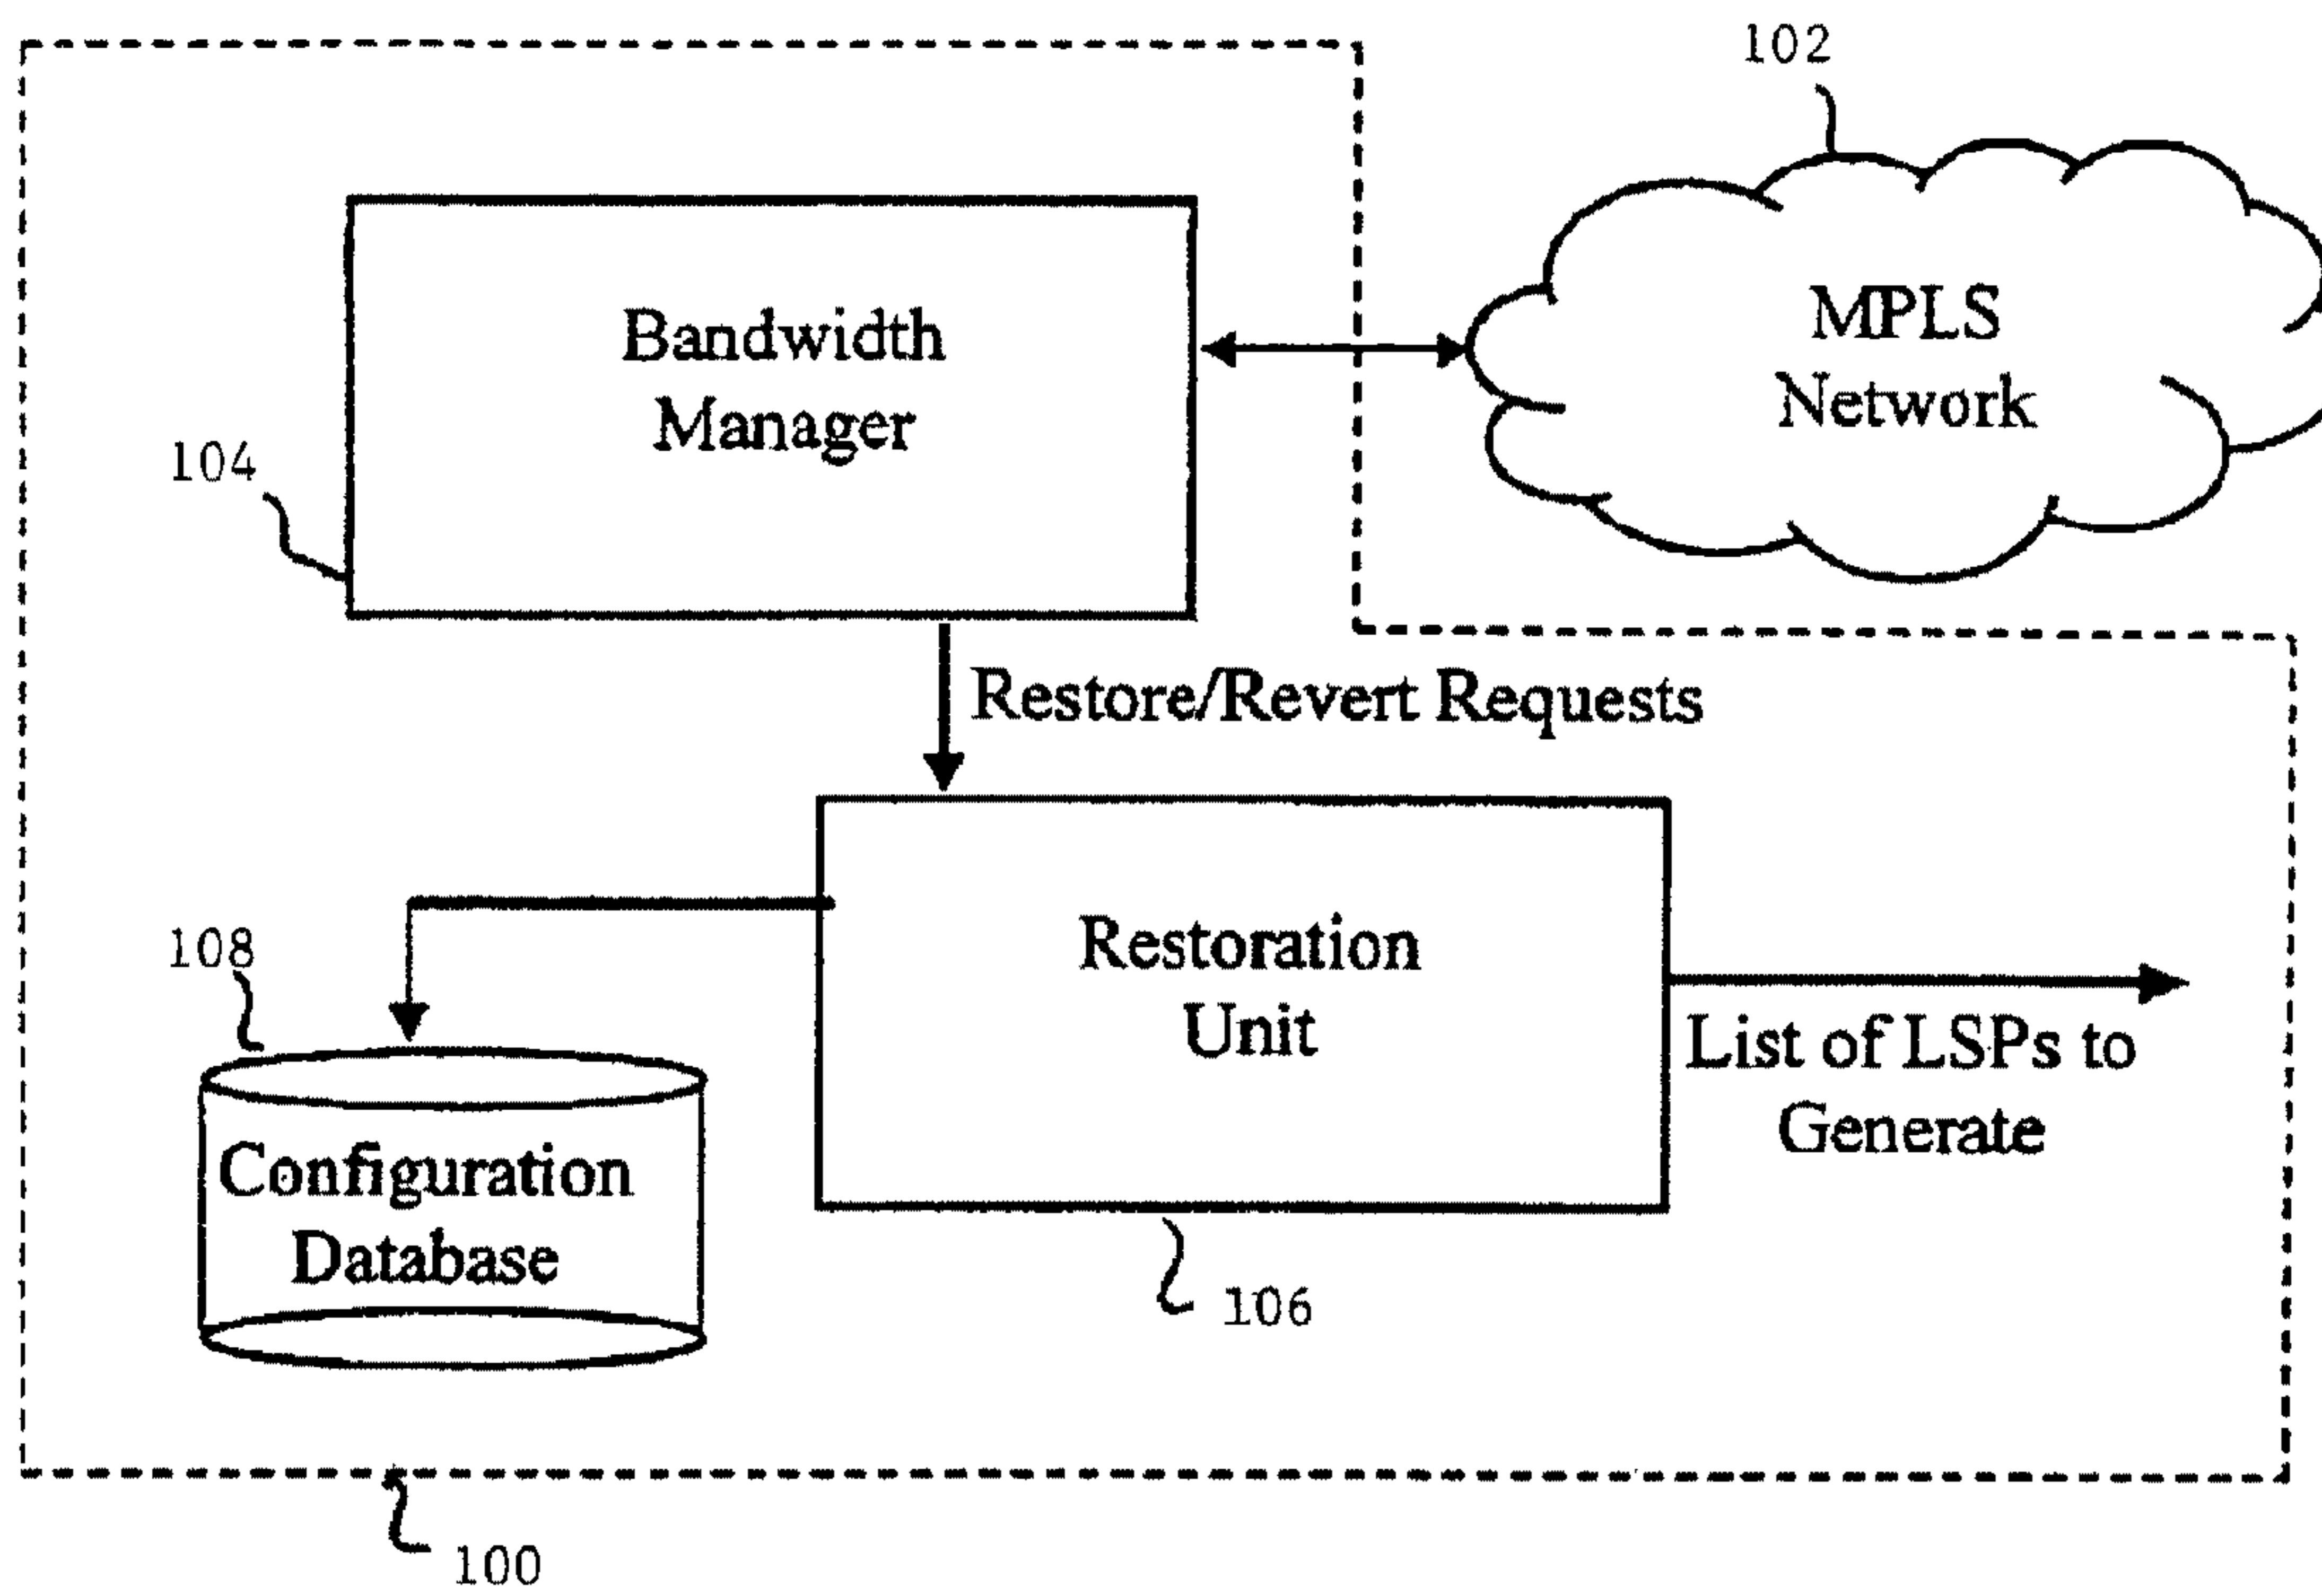 102
Bandwidth
Manager
MPLS
Network
104
Restore/Revert Requests
108
Restoration
Unit
List of LSPs to
Generate
Configuration
Database
106
100